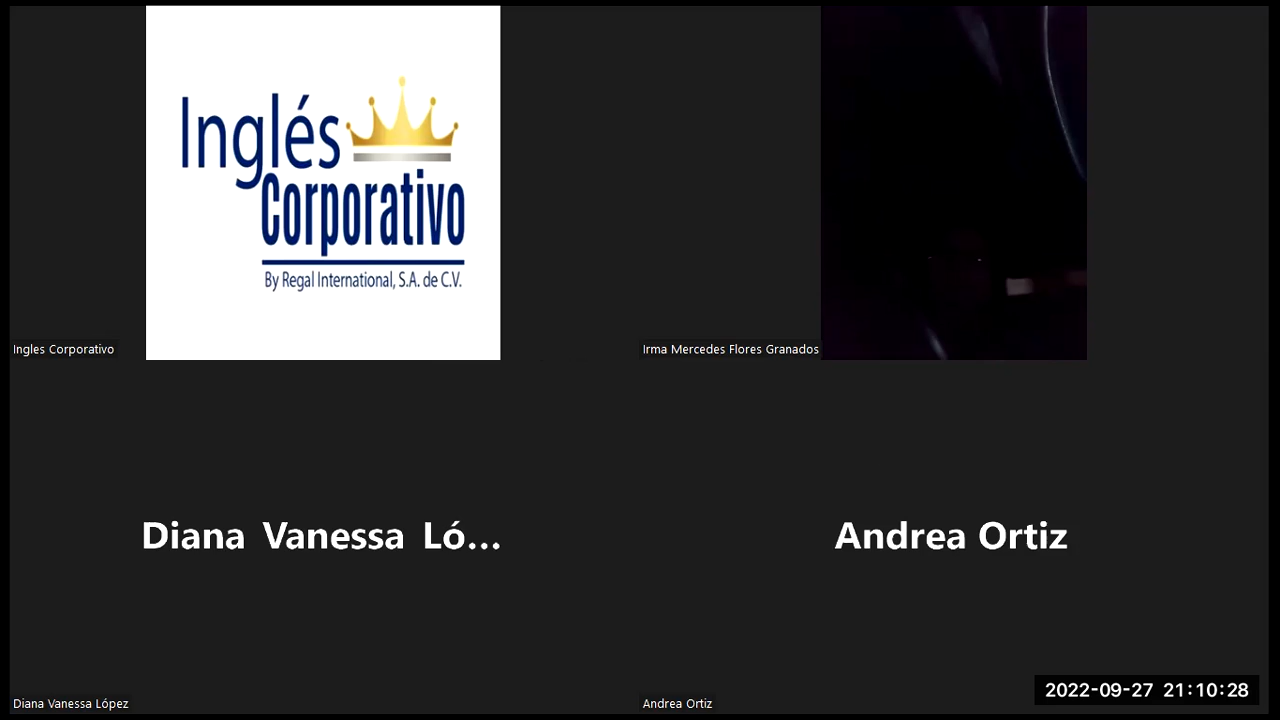 Inglés
Corporativo
By Regal International, S.A. de C.V.
Ingles Corporativo
Irma Mercedes Flores Granados
Diana Vanessa Ló...
Andrea Ortiz
Diana Vanessa López
Andrea Ortiz
2022-09-27 21:10:28